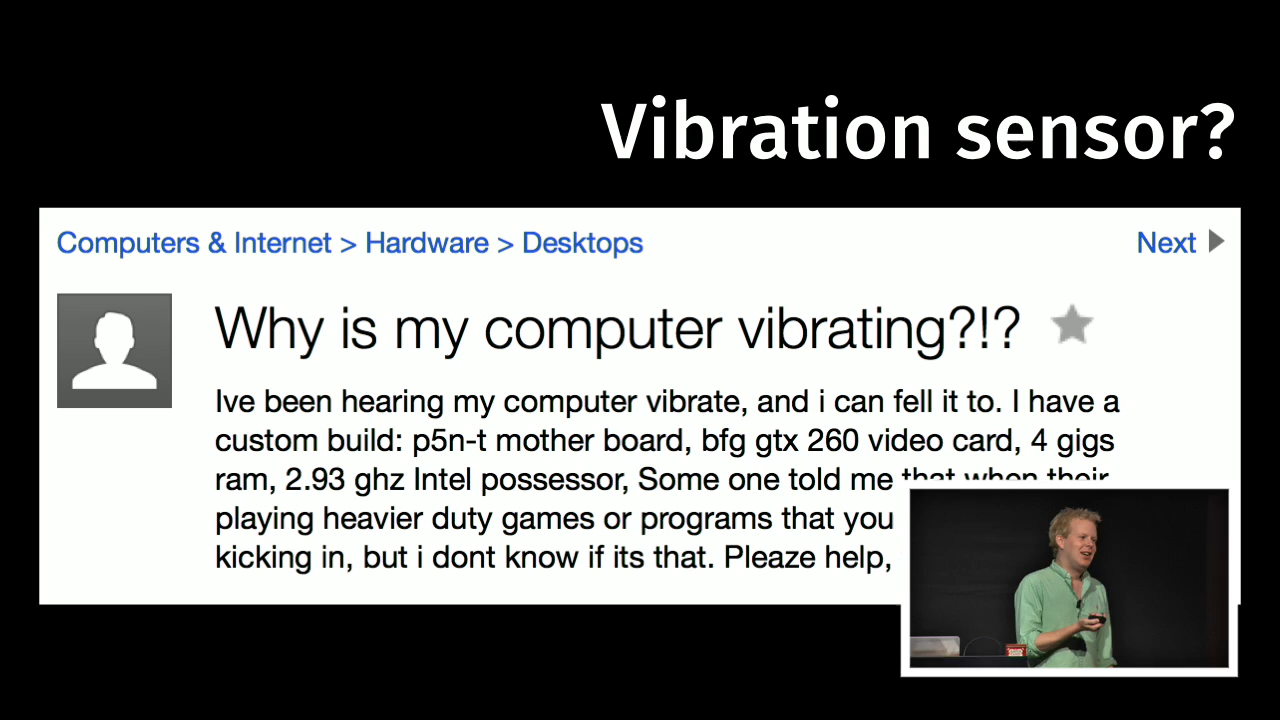 Vibration sensor?
Computers & Internet > Hardware > Desktops
Next
Why is my computer vibrating?!?
Ive been hearing my computer vibrate, and i can fell it to. I have a
custom build: p5n-t mother board, bfg gtx 260 video card, 4 gigs
ram, 2.93 ghz Intel possessor, Some one told me that when their
playing heavier duty games or programs that you
kicking in, but i dont know if its that. Pleaze help,